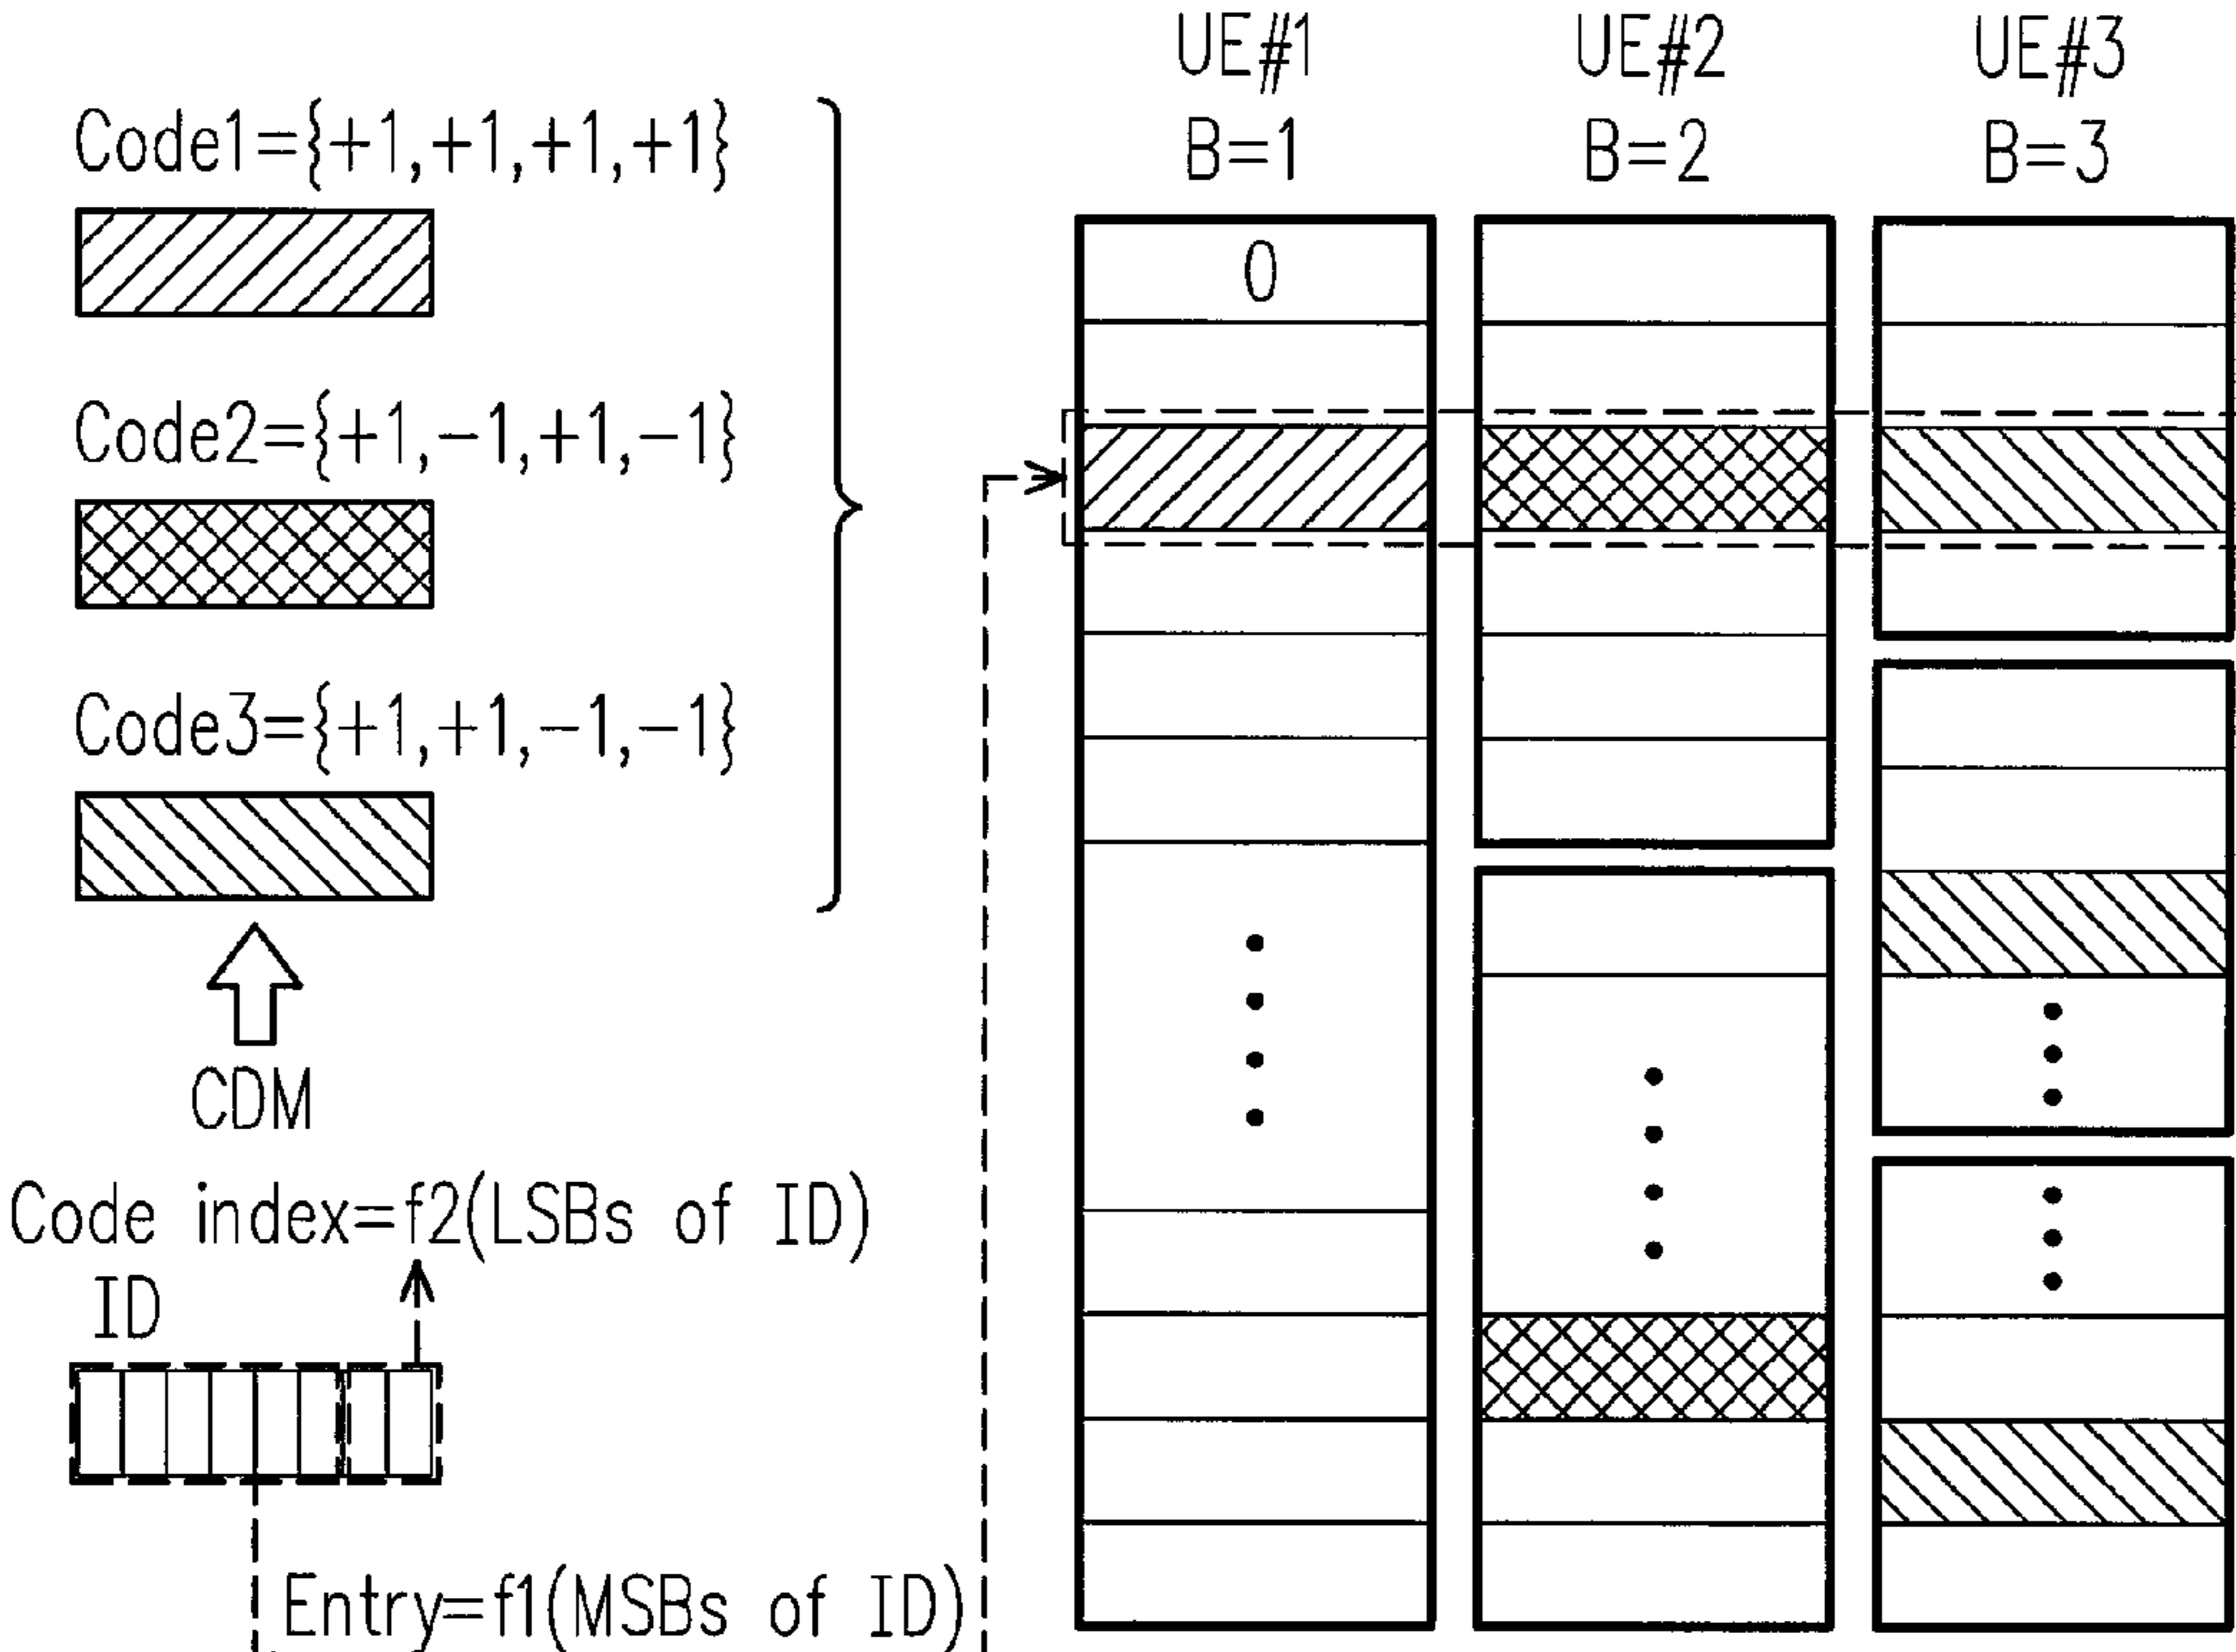 Code1={+1,+1,+1,+1}
Code2={+1,-1,+1,-1}
Code3={+1,+1,-1,-1}
CDM
Code index=f2(LSBs of ID)
ID
Entry=f1(MSBs of ID)
UE#1
B=1
UE#2
B=2
UE#3
B=3
0